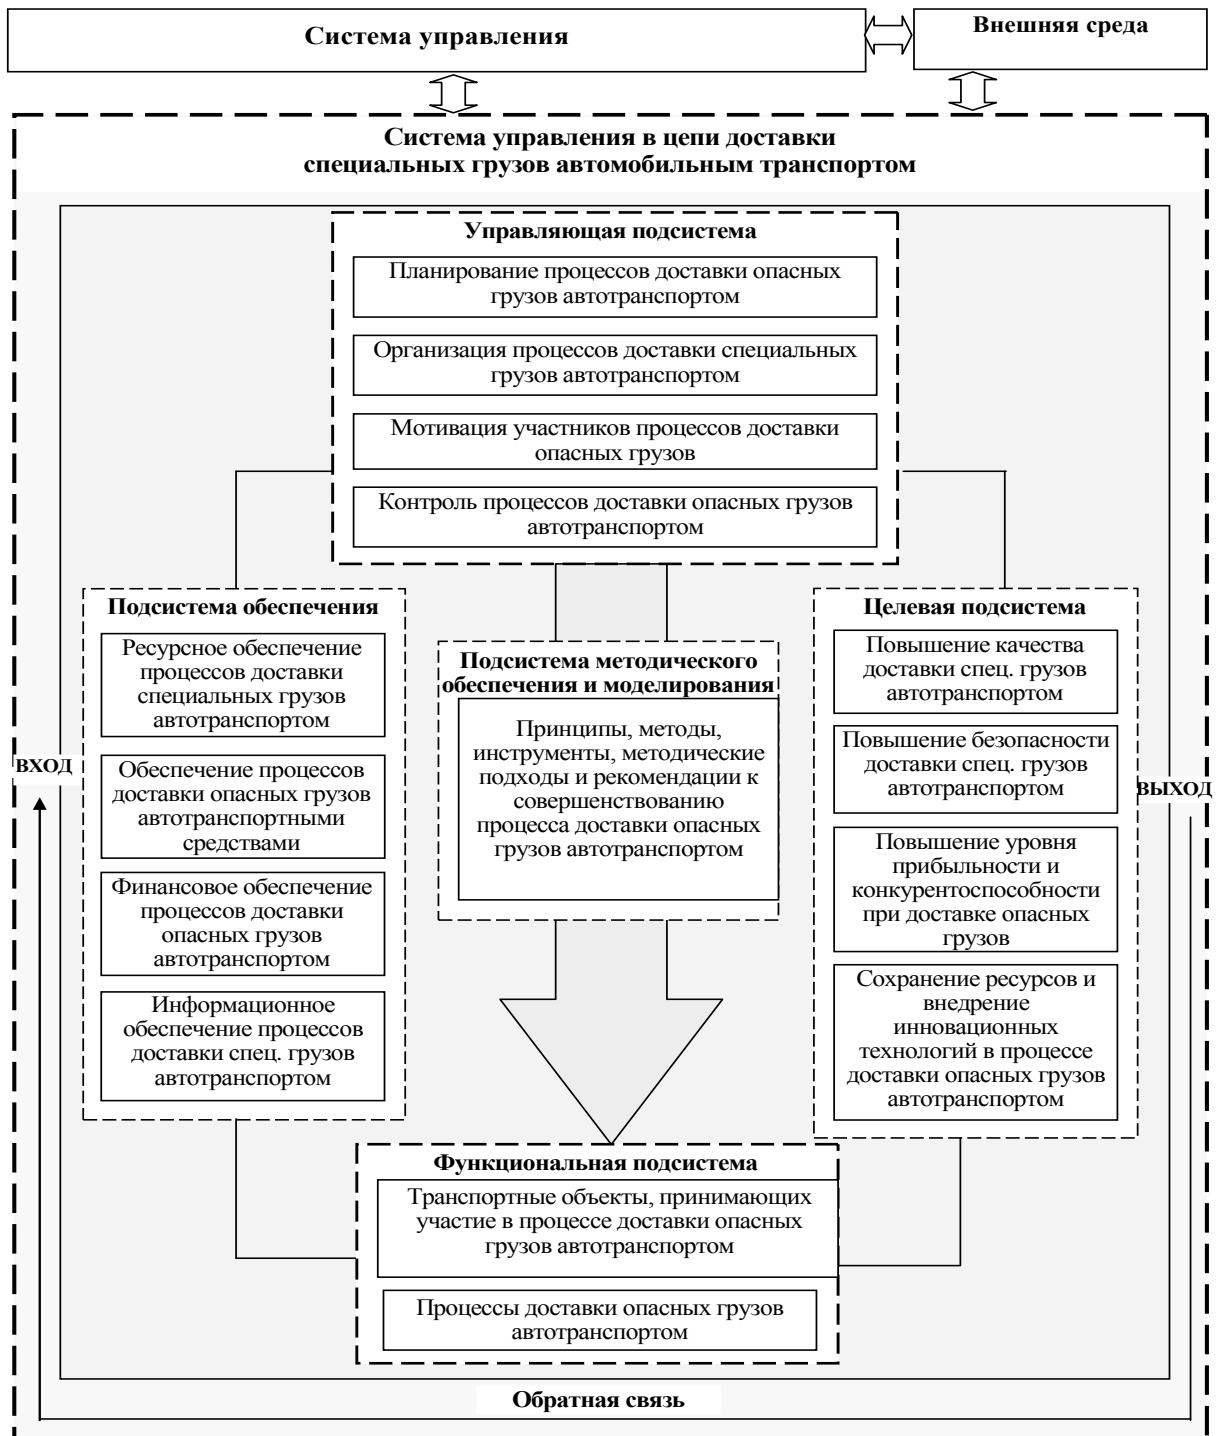 Система управления
Внешняя среда
Система управления в цепи доставки
специальных грузов автомобильным транспортом
Управляющая подсистема
Планирование процессов доставки опасных
грузов автотранспортом
Организация процессов доставки специальных
грузов автотранспортом
Мотивация участников процессов доставки
опасных грузов
Контроль процессов доставки опасных грузов
автотранспортом
Подсистема обеспечения
Ресурсное обеспечение
процессов доставки
специальных грузов
автотранспортом
Обеспечение процессов
доставки опасных грузов
автотранспортными
средствами
Финансовое обеспечение
процессов доставки
опасных грузов
автотранспортом
Информационное
обеспечение процессов
доставки спец. грузов
автотранспортом
Подсистема методического
обеспечения и моделирования
Принципы, методы,
инструменты, методические
подходы и рекомендации к
совершенствованию
процесса доставки опасных
грузов автотранспортом
Целевая подсистема
Повышение качества
доставки спец. грузов
автотранспортом
Повышение безопасности
доставки спец. грузов
автотранспортом
Повышение уровня
прибыльности и
конкурентоспособности
при доставке опасных
грузов
Сохранение ресурсов и
внедрение
инновационных
технологий в процессе
доставки опасных грузов
автотранспортом
ВХОД
ВЫХОД
Функциональная подсистема
Транспортные объекты, принимающих
участие в процессе доставки опасных
грузов автотранспортом
Процессы доставки опасных грузов
автотранспортом
Обратная связь